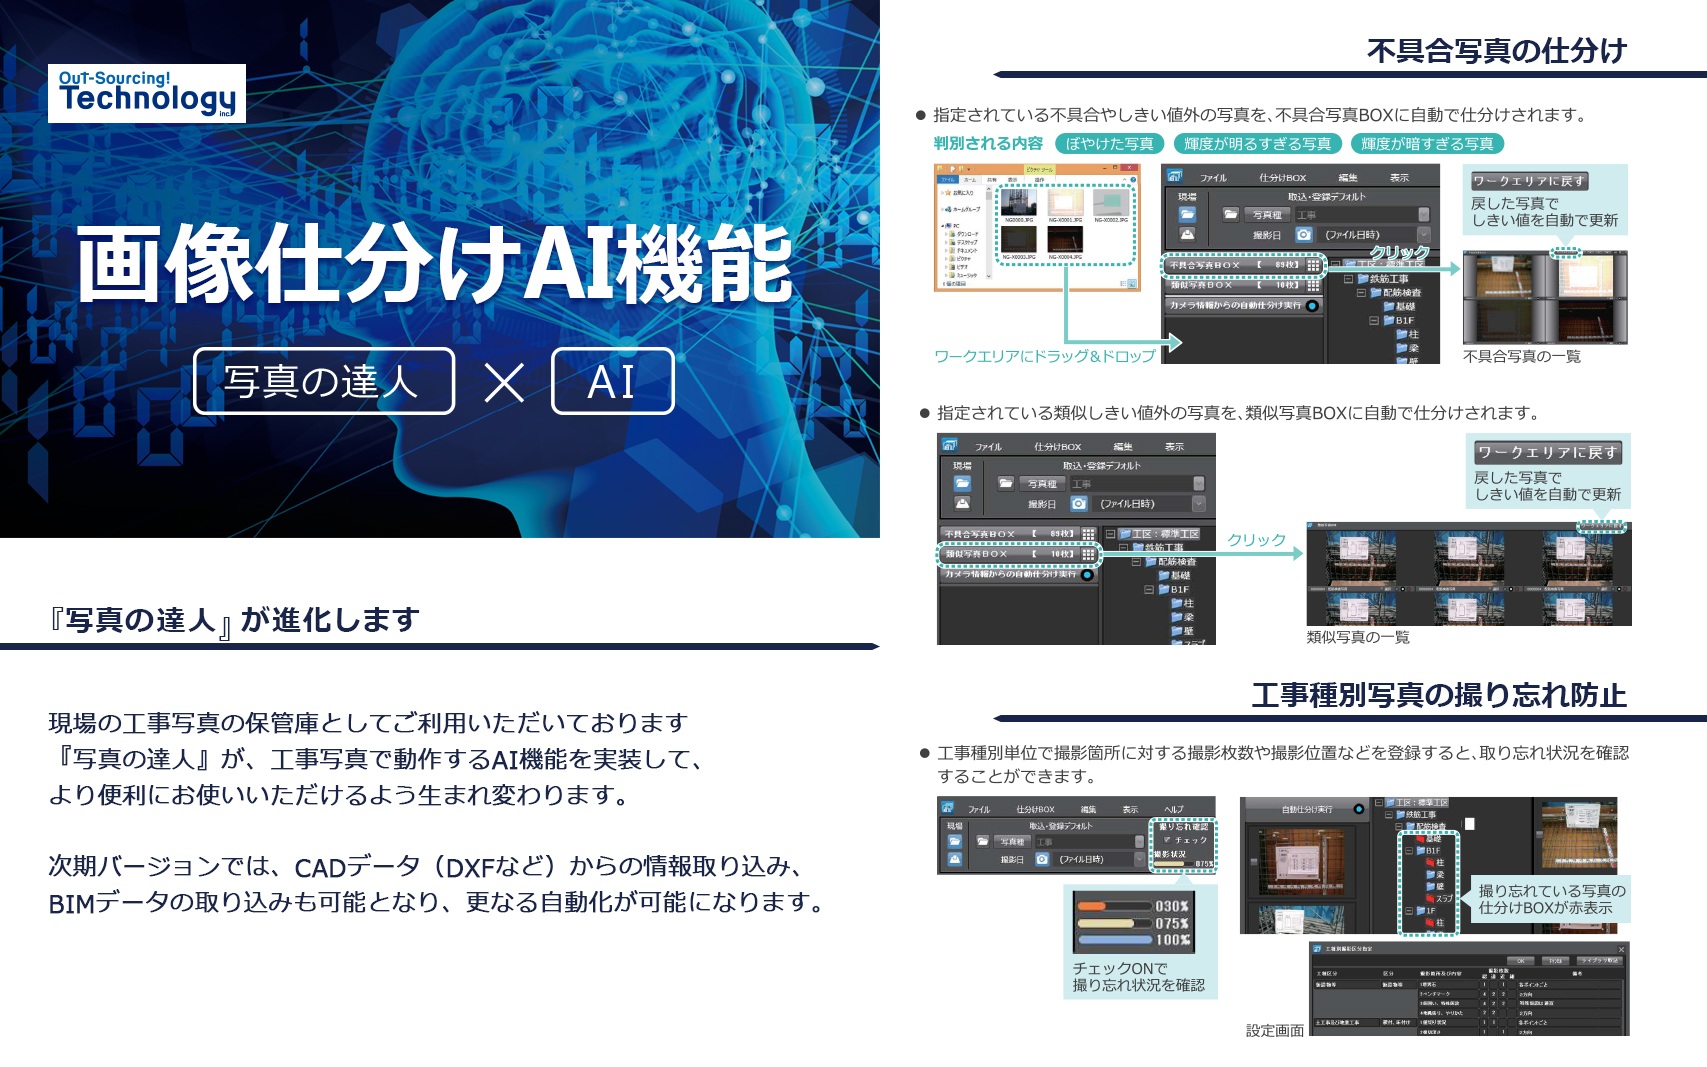 Out-Sourcing!
Technology
inc.
画像仕分けAI機能
写真の達人 × AI
『写真の達人』が進化します
現場の工事写真の保管庫としてご利用いただいております
『写真の達人』が、工事写真で動作するAI機能を実装して、
より便利にお使いいただけるよう生まれ変わります。
次期バージョンでは、CADデータ（DXFなど）からの情報取り込み、
BIMデータの取り込みも可能となり、更なる自動化が可能になります。
不具合写真の仕分け
● 指定されている不具合やしきい値外の写真を、不具合写真BOXに自動で仕分けされます。
判別される内容 ぼやけた写真 輝度が明るすぎる写真 輝度が暗すぎる写真
ファイル 仕分けBOX 編集 表示
現場 取込・登録デフォルト
写真種 工事
撮影日 (ファイル日時)
不具合写真BOX 【 89枚】
類似写真BOX 【 16枚】
カメラ情報からの自動仕分け実行
工区：標準工区
鉄筋工事
配筋検査
基礎
B1F
柱
梁
壁
クリック
ワークエリアにドラッグ&ドロップ
ワークエリアに戻す
戻した写真で
しきい値を自動で更新
不具合写真の一覧
● 指定されている類似しきい値外の写真を、類似写真BOXに自動で仕分けされます。
ファイル 仕分けBOX 編集 表示
現場 取込・登録デフォルト
写真種 工事
撮影日 (ファイル日時)
不具合写真BOX 【 89枚】
類似写真BOX 【 16枚】
カメラ情報からの自動仕分け実行
工区：標準工区
鉄筋工事
配筋検査
基礎
B1F
柱
梁
壁
スラブ
クリック
ワークエリアに戻す
戻した写真で
しきい値を自動で更新
類似写真の一覧
工事種別写真の撮り忘れ防止
● 工事種別単位で撮影箇所に対する撮影枚数や撮影位置などを登録すると、取り忘れ状況を確認
することができます。
ファイル 仕分けBOX 編集 表示 ヘルプ
現場 取込・登録デフォルト
写真種 工事
撮影日 (ファイル日時)
撮り忘れ確認
チェック
撮影状況
075%
030%
075%
100%
チェックONで
撮り忘れ状況を確認
自動仕分け実行
工区：標準工区
鉄筋工事
配筋検査
基礎
B1F
柱
梁
壁
スラブ
1F
柱
撮り忘れている写真の
仕分けBOXが赤表示
設定画面